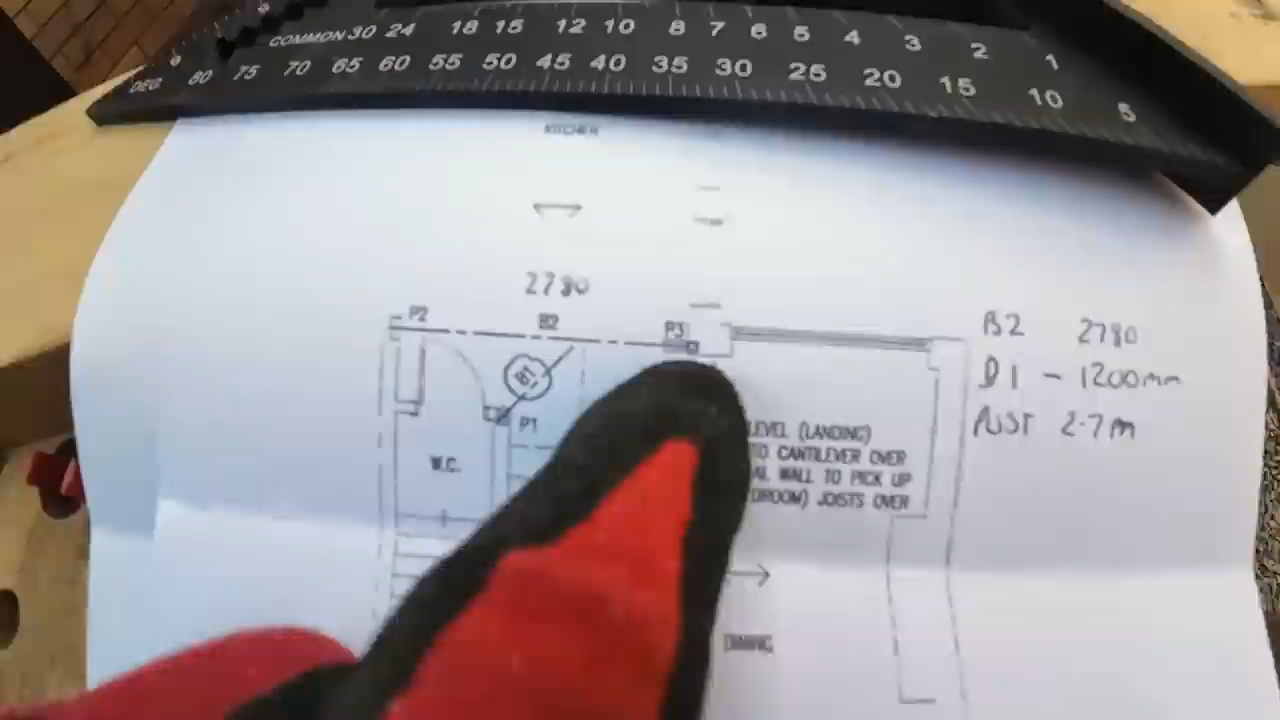 COMMON 30 24 18 15 12 10 8 7 6 5 4 3 2 1
DEG. 80 75 70 65 60 55 50 45 40 35 30 25 20 15 10 5
KITCHEN
2780
P2
B2
P3
B1
P1
W.C.
B2 2780
B1 - 1200mm
POST 2.7m
LEVEL (LANDING)
TO CANTILEVER OVER
AL WALL TO PICK UP
DROOM) JOISTS OVER
DINING